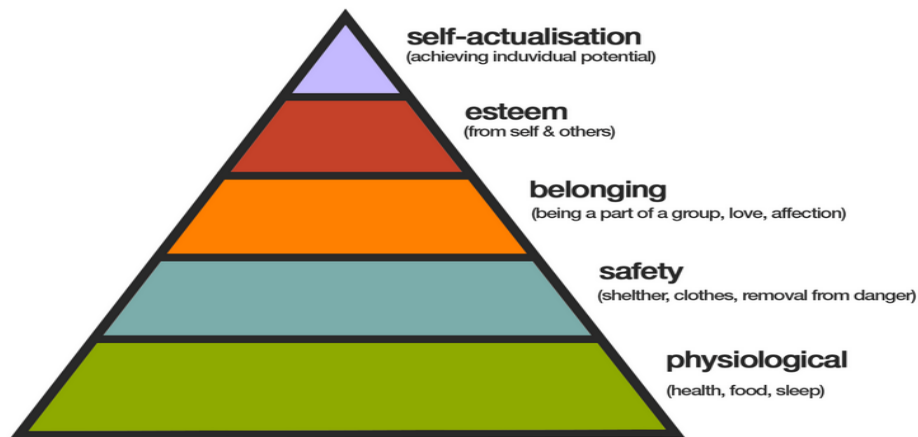 self-actualisation
(achieving induvidual potential)
esteem
(from self & others)
belonging
(being a part of a group, love, affection)
safety
(shelther, clothes, removal from danger)
physiological
(health, food, sleep)